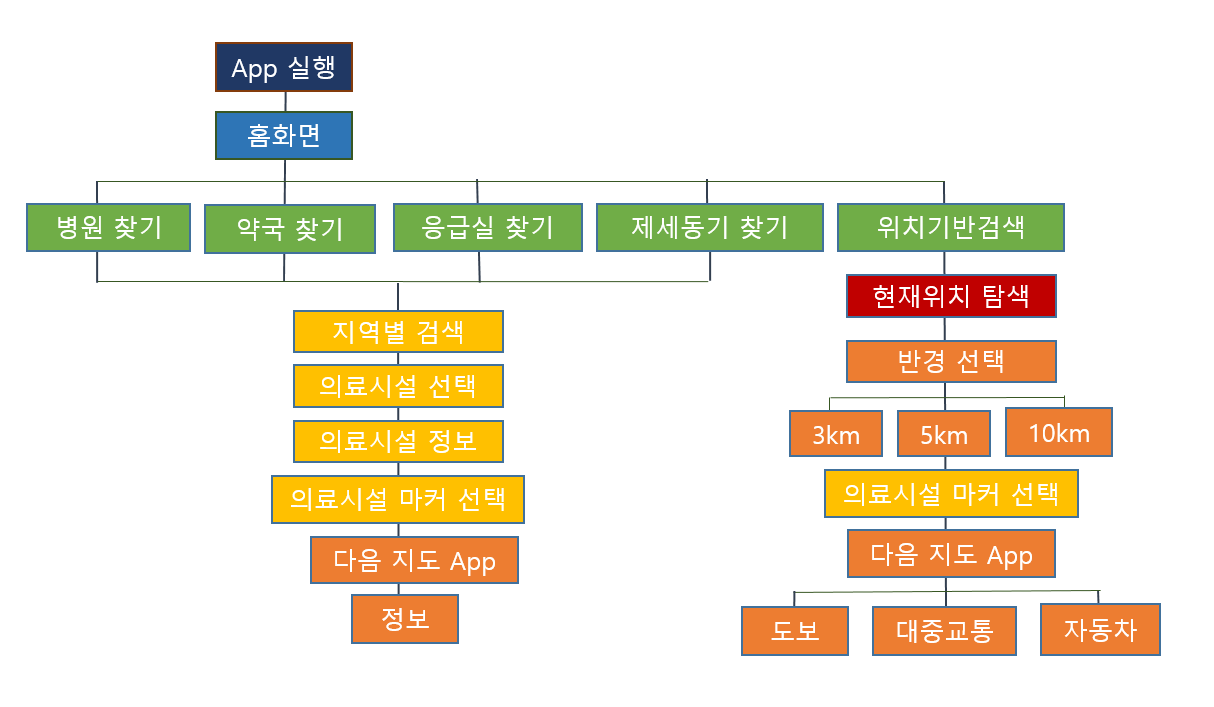 App 실행
홈화면
병원 찾기
약국 찾기
응급실 찾기
제세동기 찾기
위치기반검색
현재위치 탐색
지역별 검색
반경 선택
의료시설 선택
3km
5km
10km
의료시설 정보
의료시설 마커 선택
의료시설 마커 선택
다음 지도 App
다음 지도 App
정보
도보
대중교통
자동차